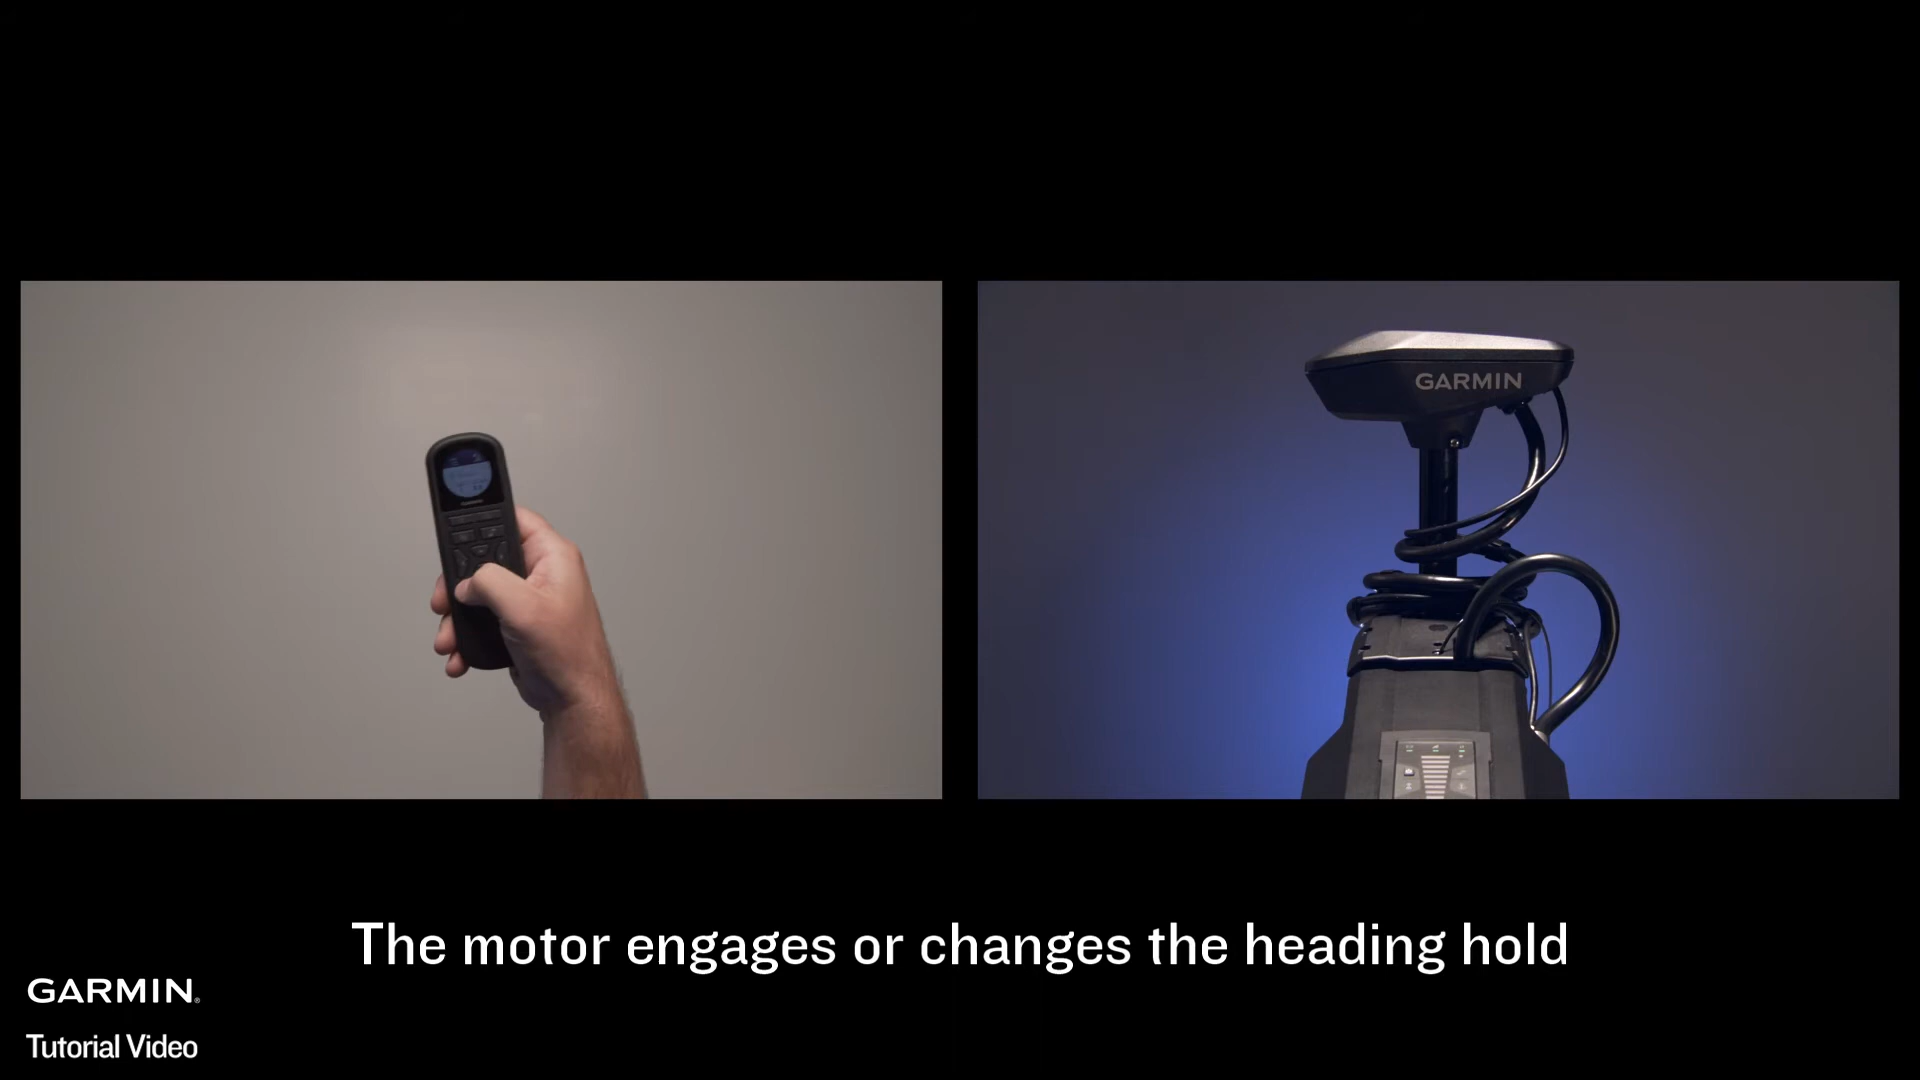 GARMIN
The motor engages or changes the heading hold
GARMIN
Tutorial Video